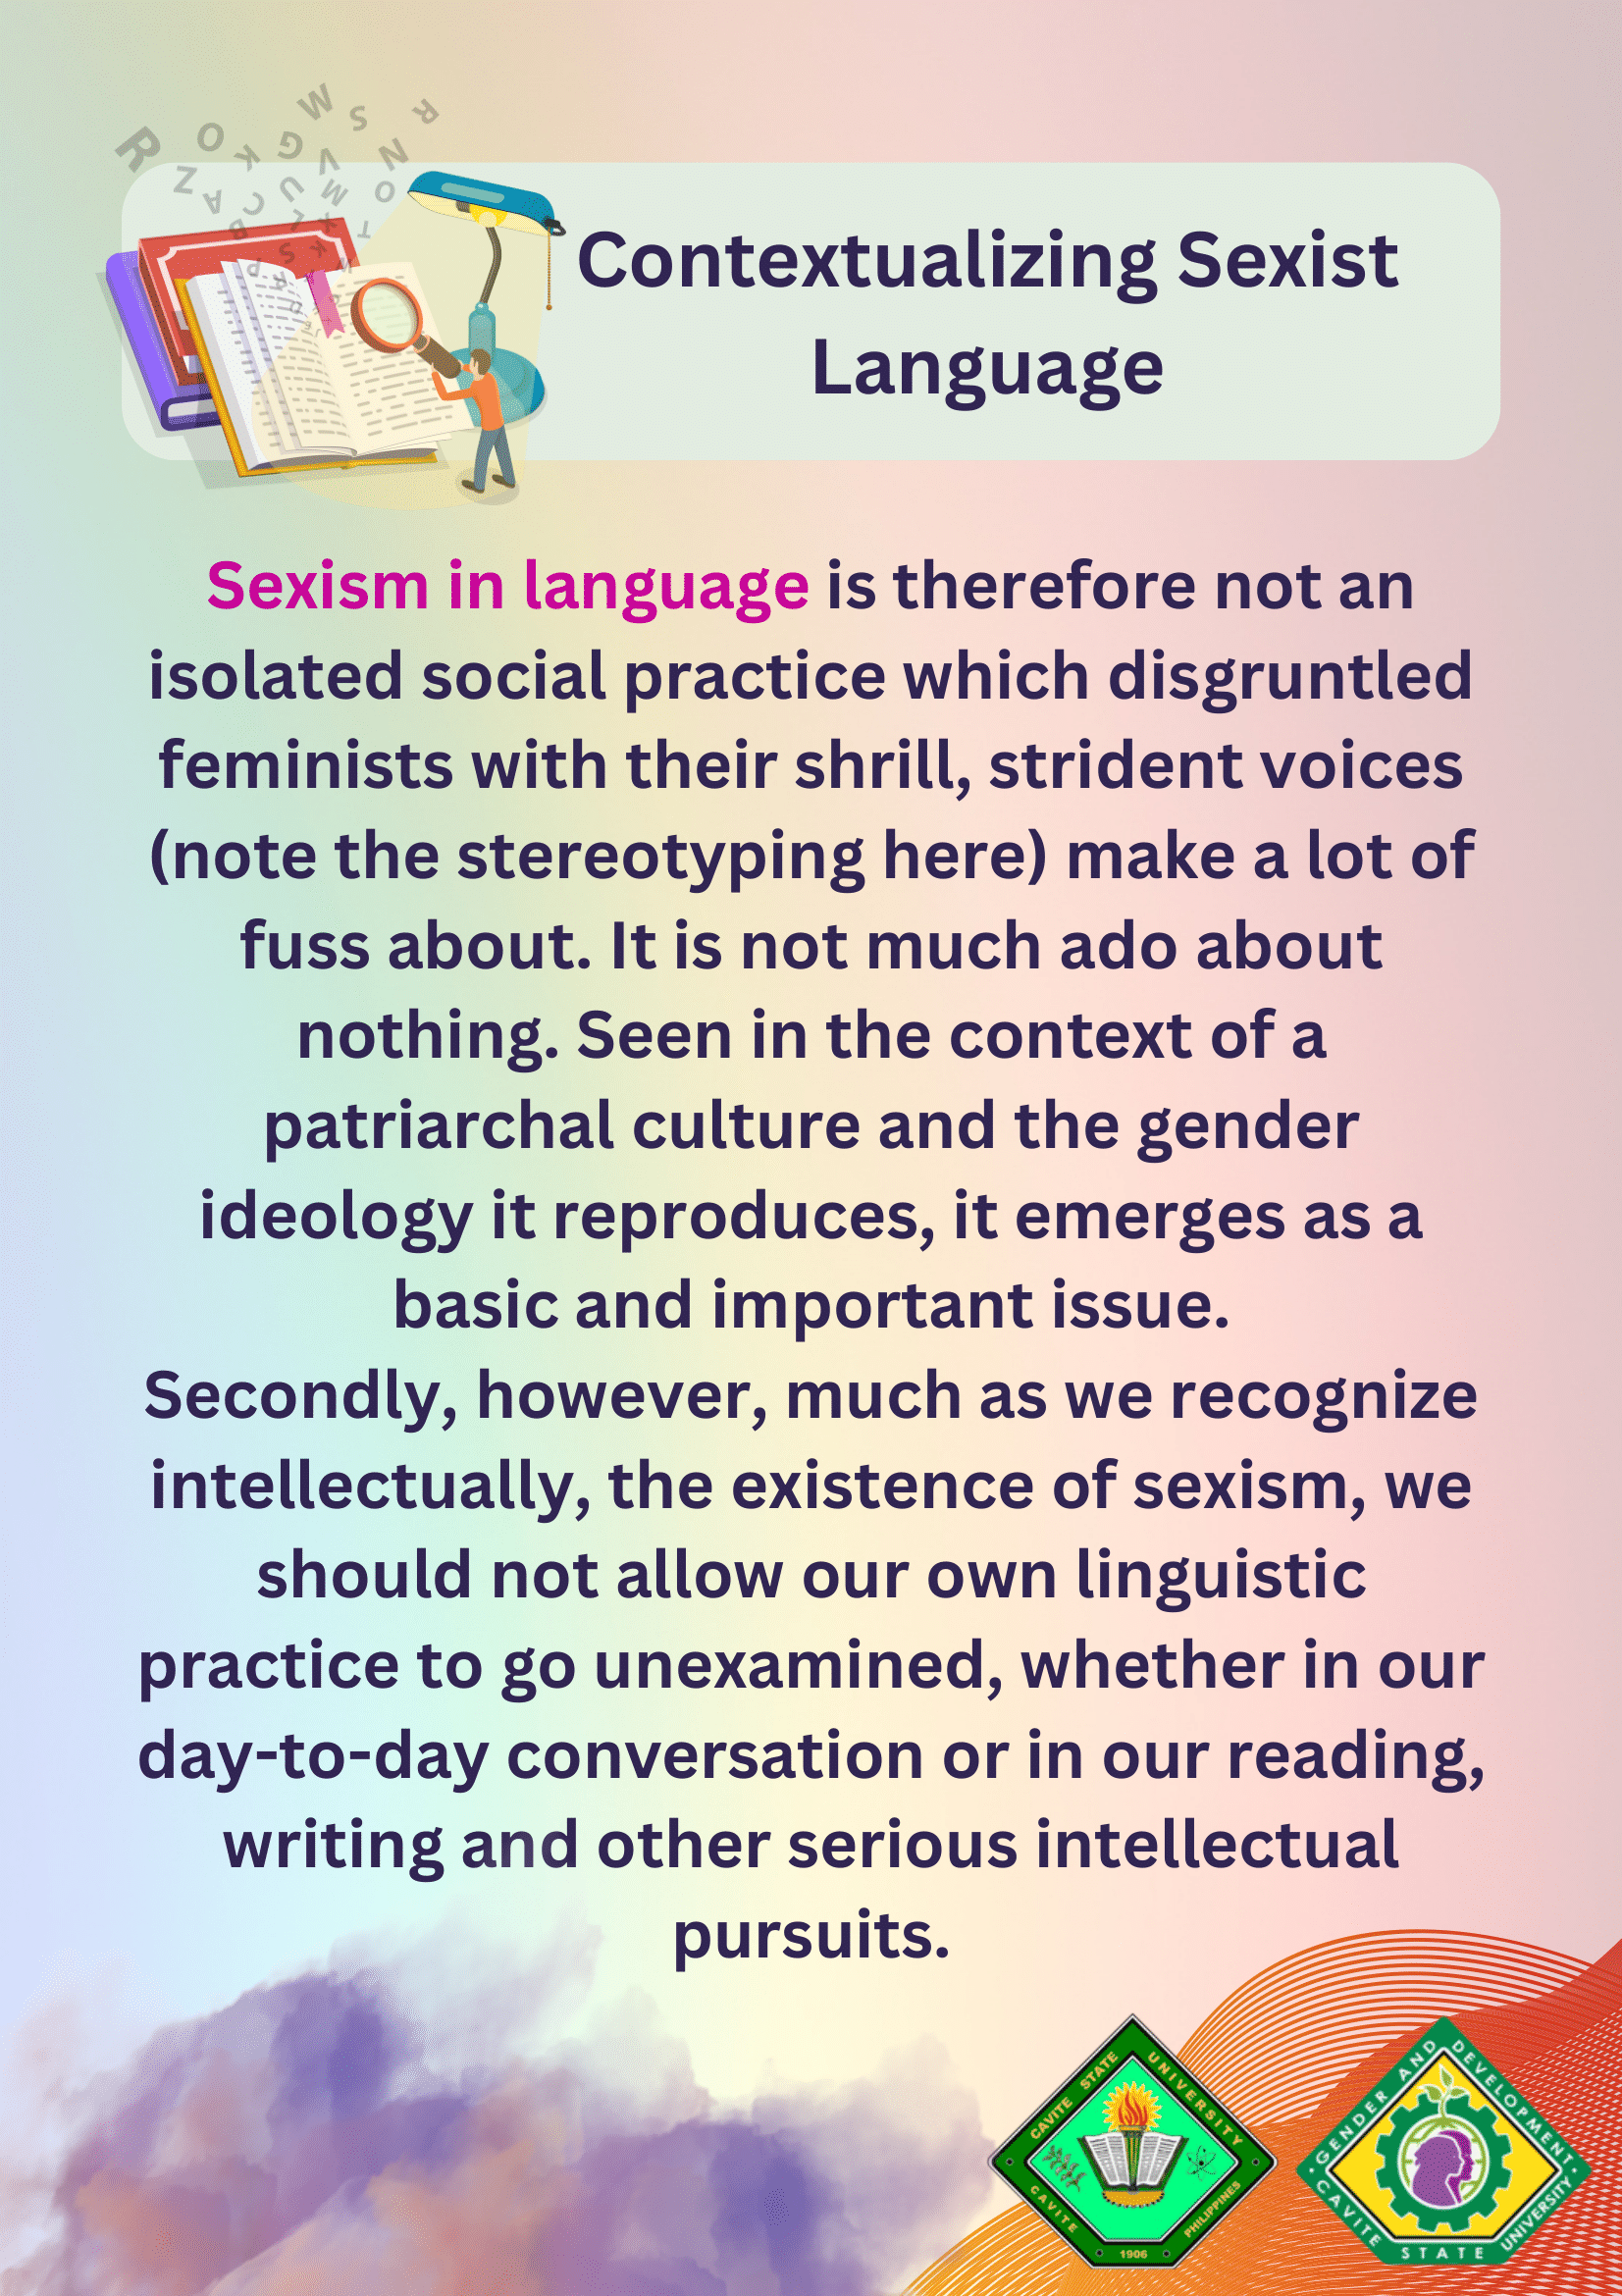 Contextualizing Sexist
Language
Sexism in language is therefore not an
isolated social practice which disgruntled
feminists with their shrill, strident voices
(note the stereotyping here) make a lot of
fuss about. It is not much ado about
nothing. Seen in the context of a
patriarchal culture and the gender
ideology it reproduces, it emerges as a
basic and important issue.
Secondly, however, much as we recognize
intellectually, the existence of sexism, we
should not allow our own linguistic
practice to go unexamined, whether in our
day-to-day conversation or in our reading,
writing and other serious intellectual
pursuits.
CAVITE STATE UNIVERSITY
CAVITE PHILIPPINES
1906
GENDER AND DEVELOPMENT
CAVITE STATE UNIVERSITY